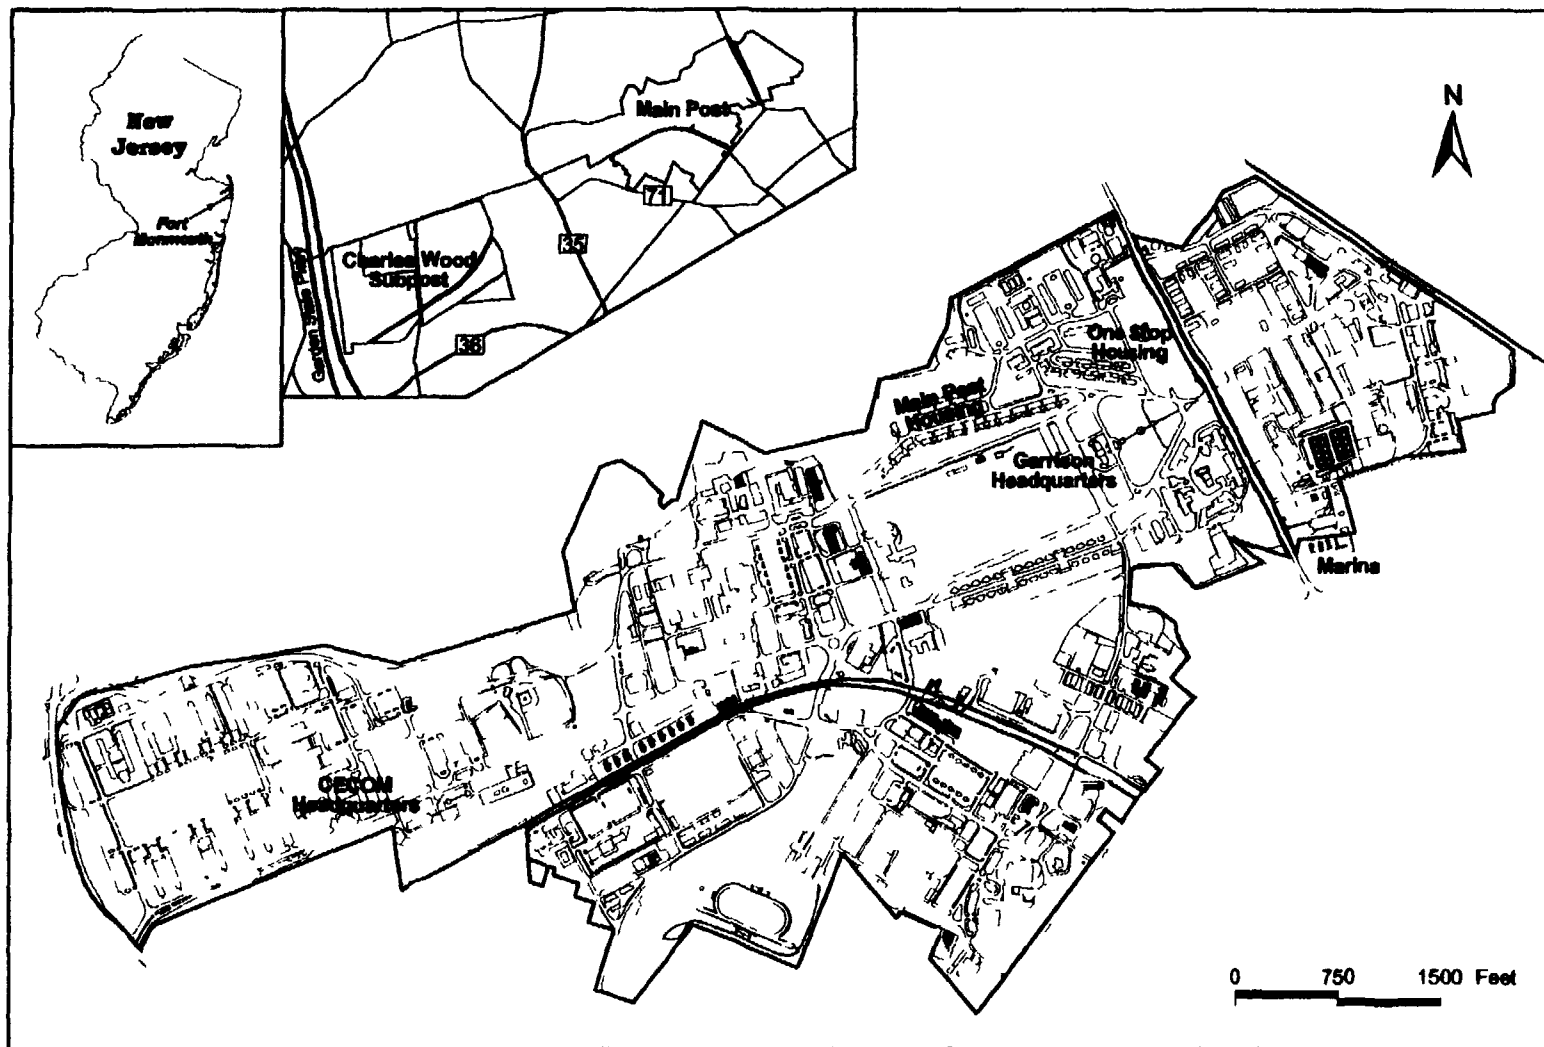 New
Jersey
Fort
Monmouth
Main Post
71
35
Charles Wood
Subpost
36
Garden State Pkwy
N
One Stop
Housing
Main Post
Housing
Garrison
Headquarters
Marina
CECOM
Headquarters
0 750 1500 Feet